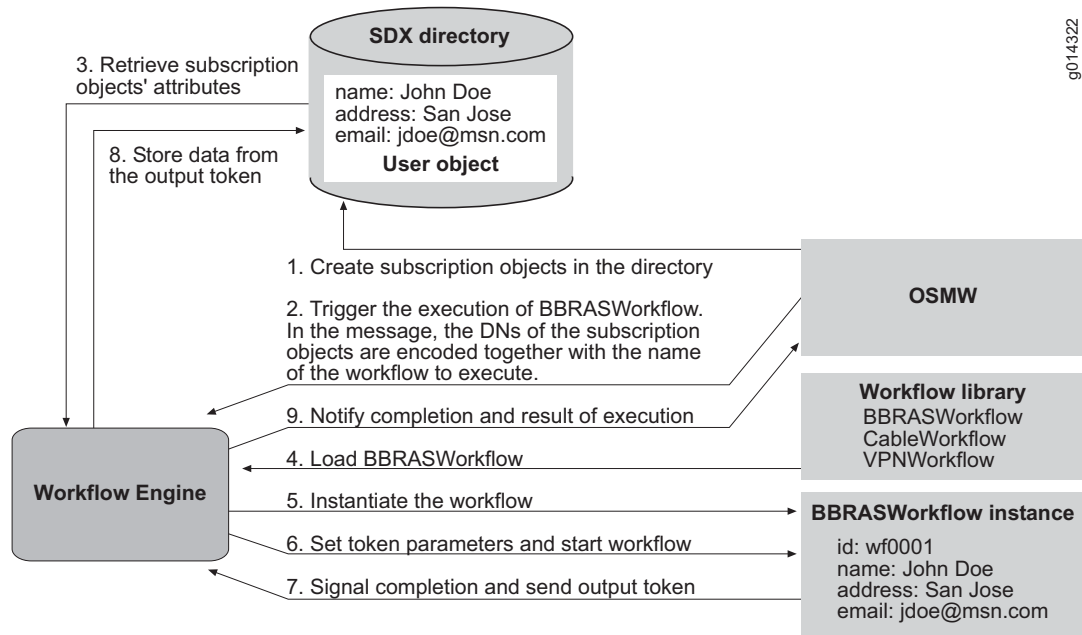 g014322
SDX directory
name: John Doe
address: San Jose
email: jdoe@msn.com
User object
3. Retrieve subscription
objects' attributes
8. Store data from
the output token
1. Create subscription objects in the directory
2. Trigger the execution of BBRASWorkflow.
In the message, the DNs of the subscription
objects are encoded together with the name
of the workflow to execute.
9. Notify completion and result of execution
4. Load BBRASWorkflow
5. Instantiate the workflow
6. Set token parameters and start workflow
7. Signal completion and send output token
Workflow Engine
OSMW
Workflow library
BBRASWorkflow
CableWorkflow
VPNWorkflow
BBRASWorkflow instance
id: wf0001
name: John Doe
address: San Jose
email: jdoe@msn.com